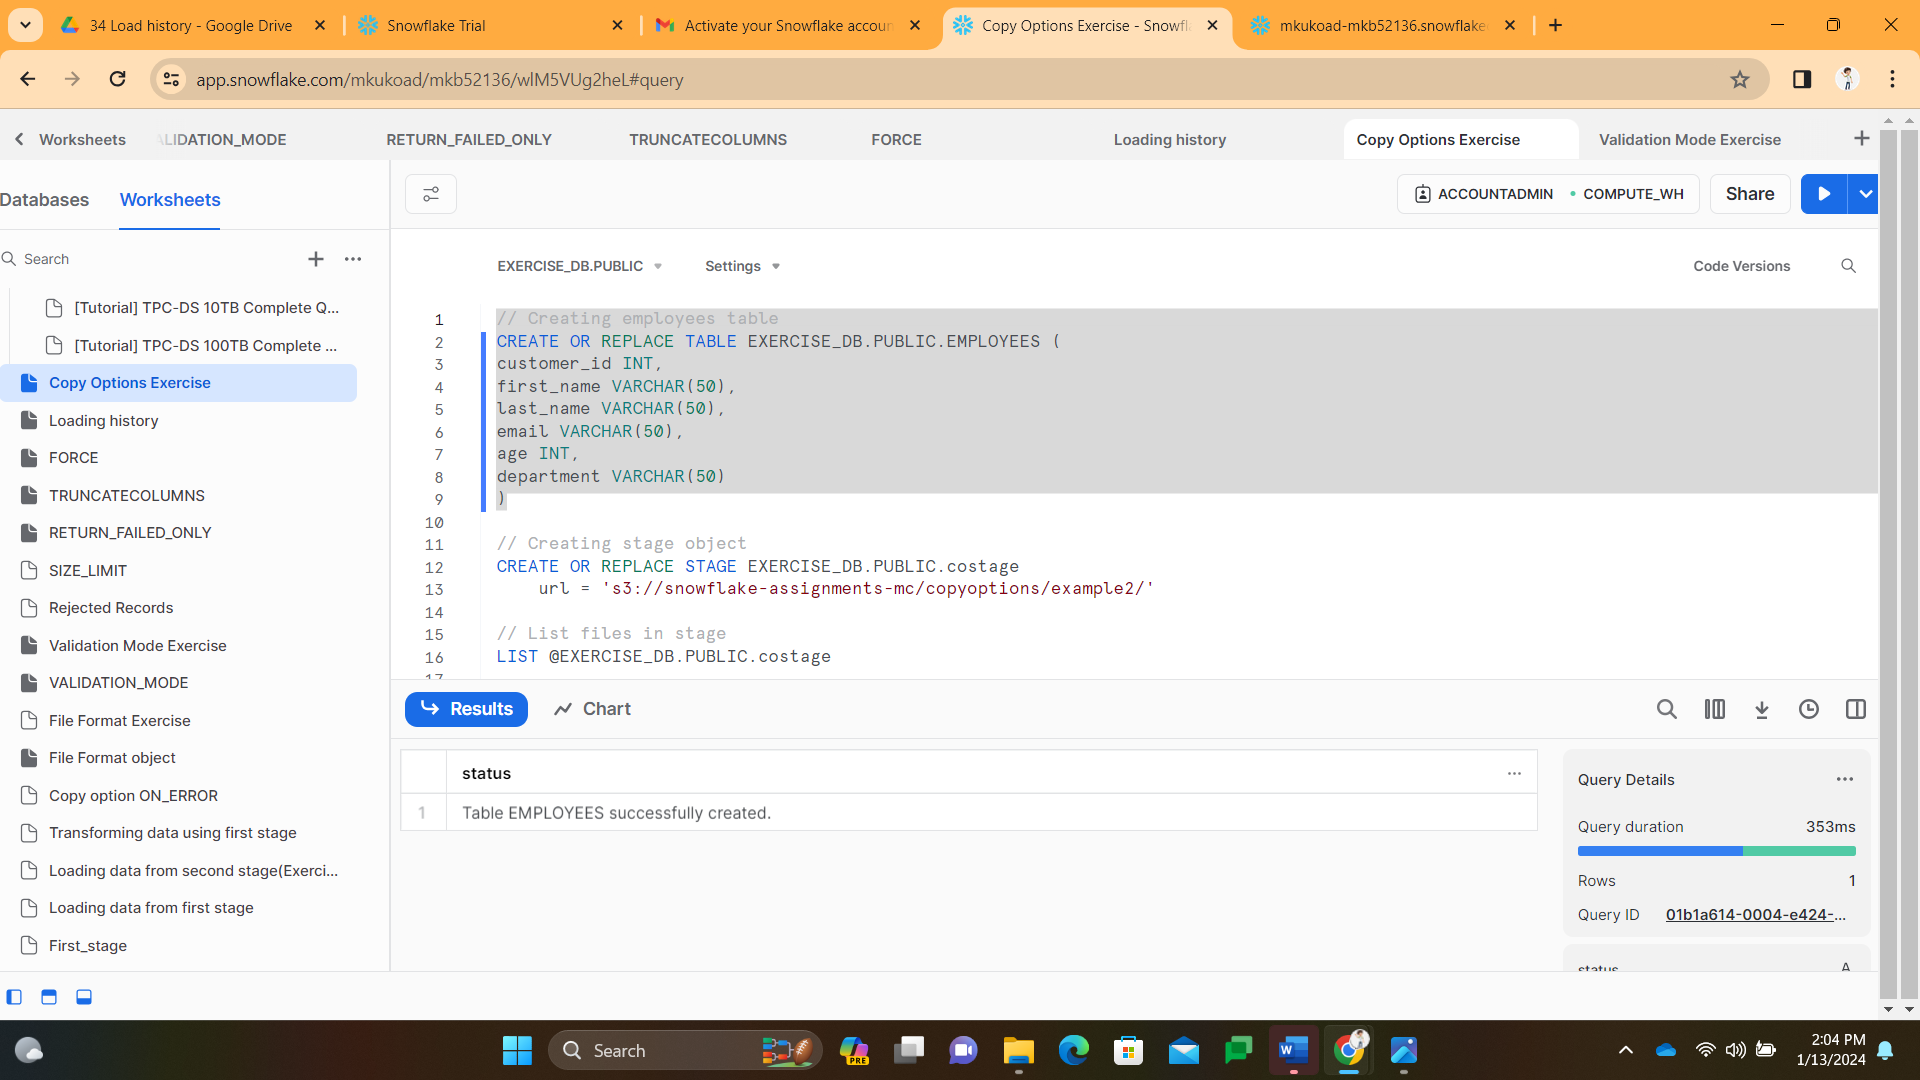 34 Load history - Google Drive
Snowflake Trial
Activate your Snowflake accoun
Copy Options Exercise - Snowfl
mkukoad-mkb52136.snowflake
app.snowflake.com/mkukoad/mkb52136/wlM5VUg2heL#query
Worksheets
ALIDATION_MODE
RETURN_FAILED_ONLY
TRUNCATECOLUMNS
FORCE
Loading history
Copy Options Exercise
Validation Mode Exercise
Databases
Worksheets
ACCOUNTADMIN
COMPUTE_WH
Share
Search
[Tutorial] TPC-DS 10TB Complete Q...
[Tutorial] TPC-DS 100TB Complete ...
Copy Options Exercise
Loading history
FORCE
TRUNCATECOLUMNS
RETURN_FAILED_ONLY
SIZE_LIMIT
Rejected Records
Validation Mode Exercise
VALIDATION_MODE
File Format Exercise
File Format object
Copy option ON_ERROR
Transforming data using first stage
Loading data from second stage(Exerci...
Loading data from first stage
First_stage
EXERCISE_DB.PUBLIC
Settings
Code Versions
1 // Creating employees table
2 CREATE OR REPLACE TABLE EXERCISE_DB.PUBLIC.EMPLOYEES (
3 customer_id INT,
4 first_name VARCHAR(50),
5 last_name VARCHAR(50),
6 email VARCHAR(50),
7 age INT,
8 department VARCHAR(50)
9 )
10
11 // Creating stage object
12 CREATE OR REPLACE STAGE EXERCISE_DB.PUBLIC.costage
13 url = 's3://snowflake-assignments-mc/copyoptions/example2/'
14
15 // List files in stage
16 LIST @EXERCISE_DB.PUBLIC.costage
17
Results
Chart
status
...
1 Table EMPLOYEES successfully created.
Query Details
...
Query duration 353ms
Rows 1
Query ID 01b1a614-0004-e424-...
status A
Search
PRE
2:04 PM
1/13/2024